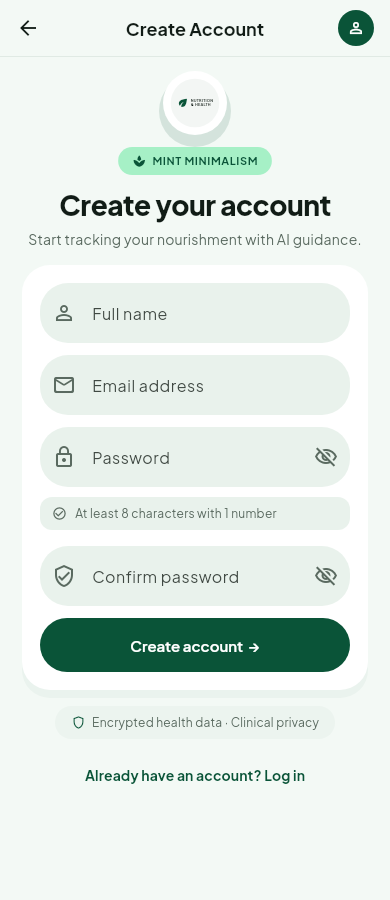 Create Account
NUTRITION
& HEALTH
MINT MINIMALISM
Create your account
Start tracking your nourishment with AI guidance.
Full name
Email address
Password
At least 8 characters with 1 number
Confirm password
Create account →
Encrypted health data · Clinical privacy
Already have an account? Log in